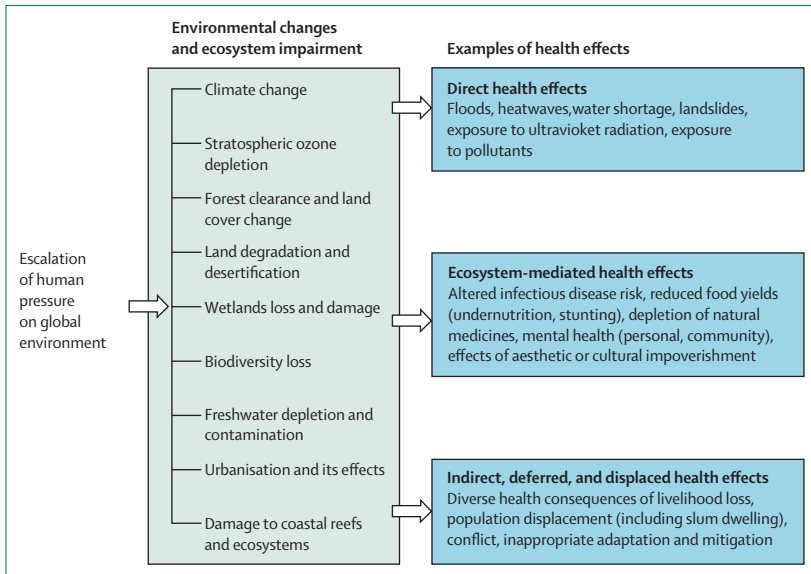 Environmental changes
and ecosystem impairment
Examples of health effects
Escalation
of human
pressure
on global
environment
Climate change
Stratospheric ozone
depletion
Forest clearance and land
cover change
Land degradation and
desertification
Wetlands loss and damage
Biodiversity loss
Freshwater depletion and
contamination
Urbanisation and its effects
Damage to coastal reefs
and ecosystems
Direct health effects
Floods, heatwaves,water shortage, landslides,
exposure to ultravioket radiation, exposure
to pollutants
Ecosystem-mediated health effects
Altered infectious disease risk, reduced food yields
(undernutrition, stunting), depletion of natural
medicines, mental health (personal, community),
effects of aesthetic or cultural impoverishment
Indirect, deferred, and displaced health effects
Diverse health consequences of livelihood loss,
population displacement (including slum dwelling),
conflict, inappropriate adaptation and mitigation